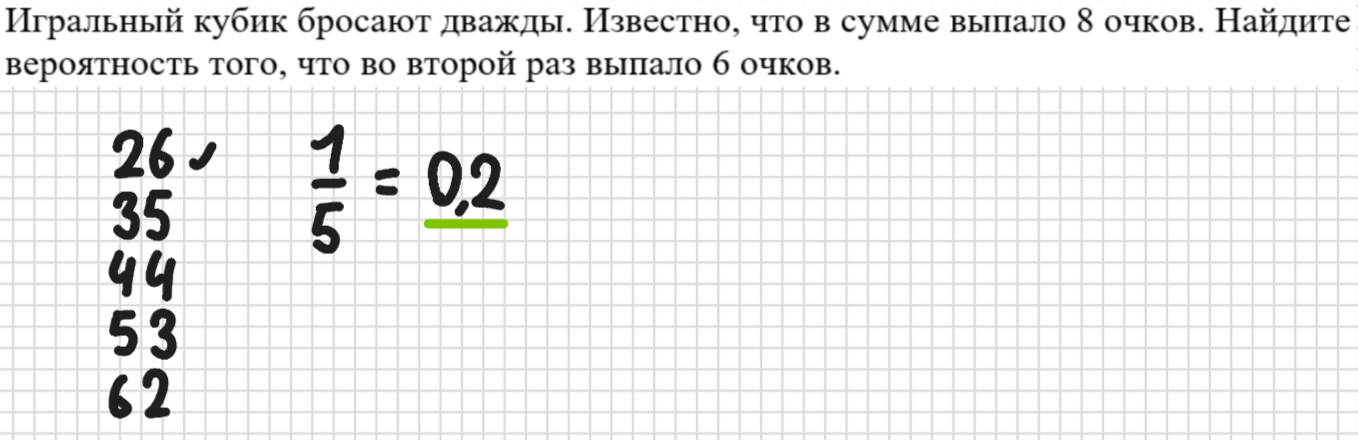 Игральный кубик бросают дважды. Известно, что в сумме выпало 8 очков. Найдите
вероятность того, что во второй раз выпало 6 очков.
26 ✓
35
44
53
62
1/5 = 0,2